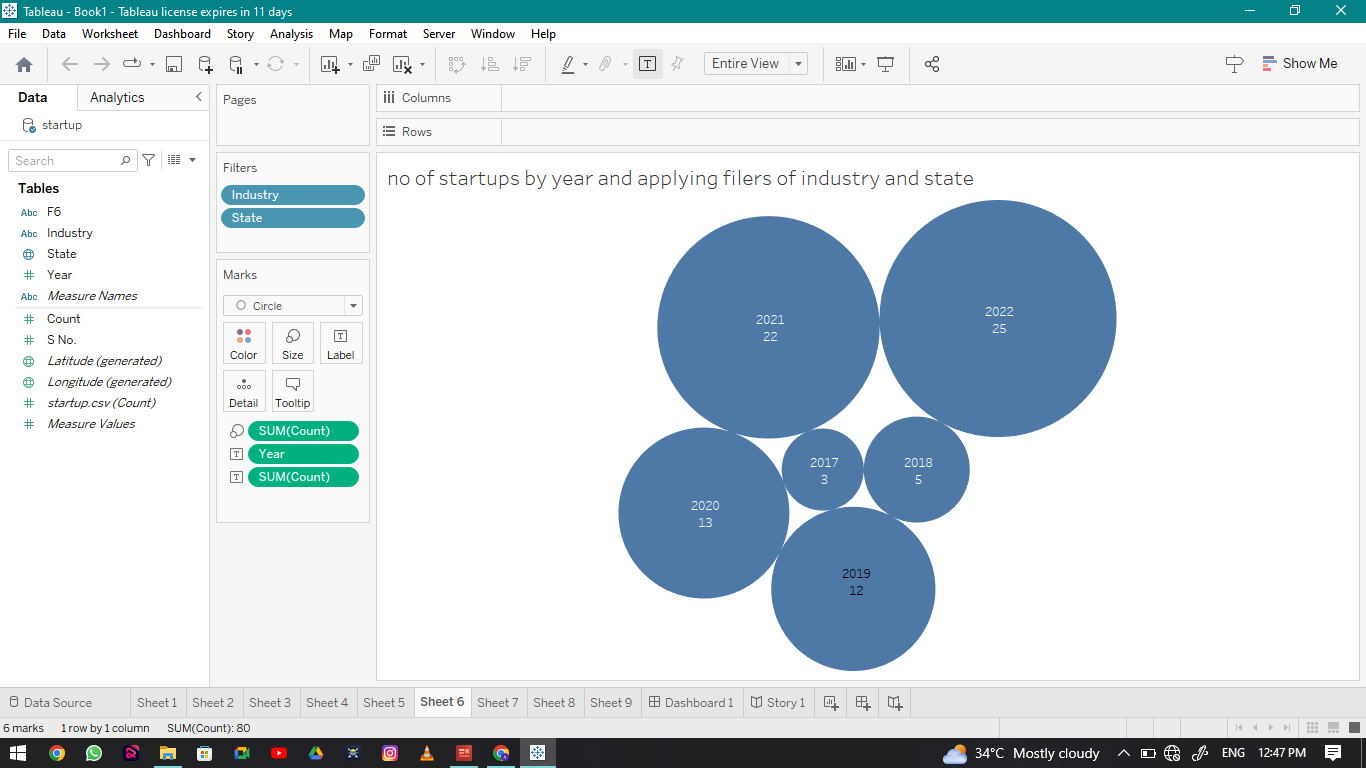 Tableau - Book1 - Tableau license expires in 11 days
File Data Worksheet Dashboard Story Analysis Map Format Server Window Help
Entire View
Show Me
Data
Analytics
startup
Search
Tables
Abc F6
Abc Industry
State
# Year
Abc Measure Names
# Count
# S No.
Latitude (generated)
Longitude (generated)
# startup.csv (Count)
# Measure Values
Pages
Filters
Industry
State
Marks
Circle
Color Size Label
Detail Tooltip
SUM(Count)
Year
SUM(Count)
Columns
Rows
no of startups by year and applying filers of industry and state
2021
22
2022
25
2017
3
2018
5
2020
13
2019
12
Data Source Sheet 1 Sheet 2 Sheet 3 Sheet 4 Sheet 5 Sheet 6 Sheet 7 Sheet 8 Sheet 9 Dashboard 1 Story 1
6 marks 1 row by 1 column SUM(Count): 80
34°C Mostly cloudy ENG 12:47 PM